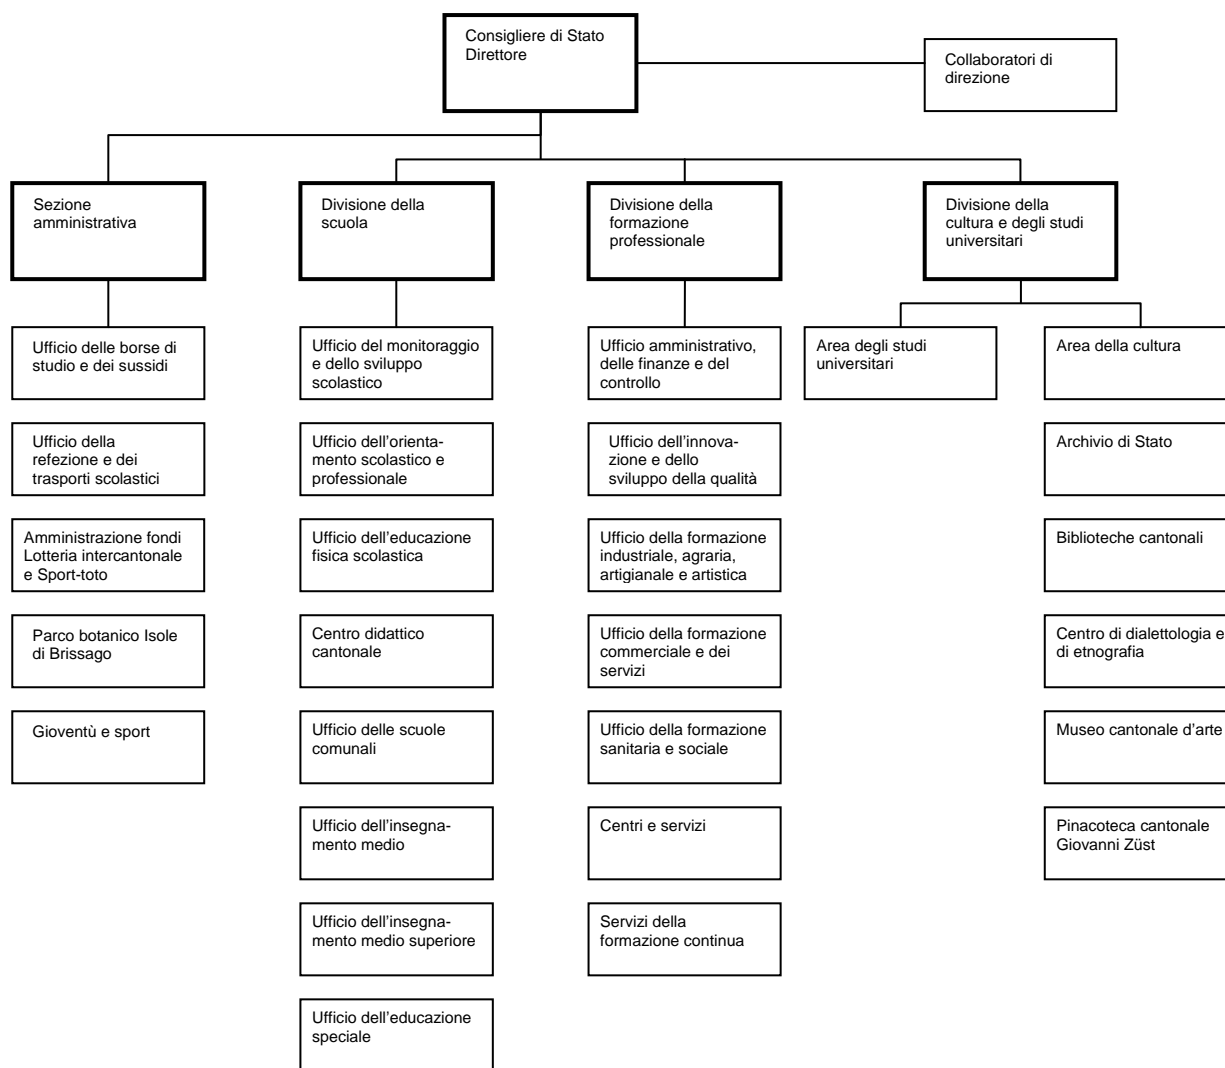 Consigliere di Stato
Direttore
Collaboratori di
direzione
Sezione
amministrativa
Divisione della
scuola
Divisione della
formazione
professionale
Divisione della
cultura e degli studi
universitari
Ufficio delle borse di
studio e dei sussidi
Ufficio della
refezione e dei
trasporti scolastici
Amministrazione fondi
Lotteria intercantonale
e Sport-toto
Parco botanico Isole
di Brissago
Gioventù e sport
Ufficio del monitoraggio
e dello sviluppo
scolastico
Ufficio dell'orienta-
mento scolastico e
professionale
Ufficio dell'educazione
fisica scolastica
Centro didattico
cantonale
Ufficio delle scuole
comunali
Ufficio dell'insegna-
mento medio
Ufficio dell'insegna-
mento medio superiore
Ufficio dell'educazione
speciale
Ufficio amministrativo,
delle finanze e del
controllo
Ufficio dell'innova-
zione e dello
sviluppo della qualità
Ufficio della formazione
industriale, agraria,
artigianale e artistica
Ufficio della formazione
commerciale e dei
servizi
Ufficio della formazione
sanitaria e sociale
Centri e servizi
Servizi della
formazione continua
Area degli studi
universitari
Area della cultura
Archivio di Stato
Biblioteche cantonali
Centro di dialettologia e
di etnografia
Museo cantonale d'arte
Pinacoteca cantonale
Giovanni Züst